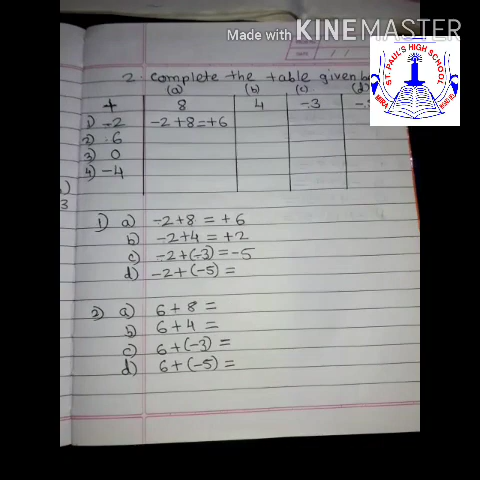 Made with KINEMASTER
ST. PAUL'S HIGH SCHOOL
2. complete the table given
(a) (b) (c) (d)
+ 8 4 -3
1) -2 -2+8=+6
2) 6
3) 0
4) -4
3
1) a) -2+8 = +6
b) -2+4 = +2
c) -2+(-3) = -5
d) -2+(-5) =
2) a) 6+8 =
b) 6+4 =
c) 6+(-3) =
d) 6+(-5) =